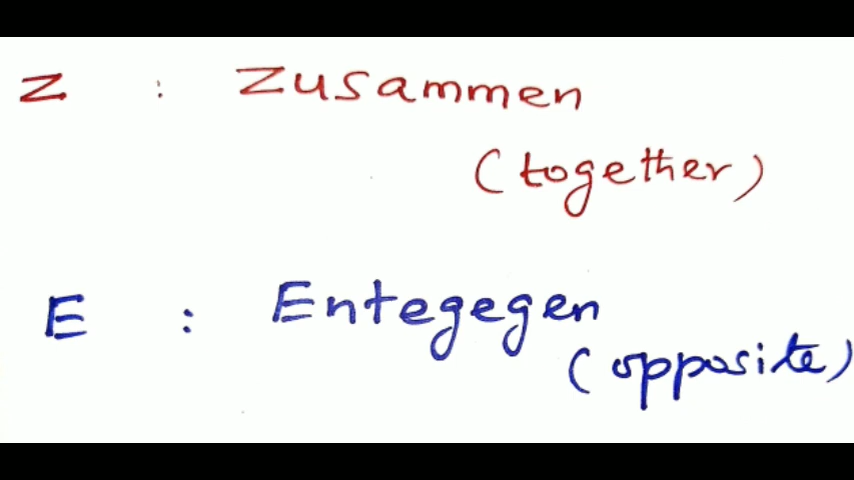 Z : Zusammen
(together)
E : Entegegen
(opposite)